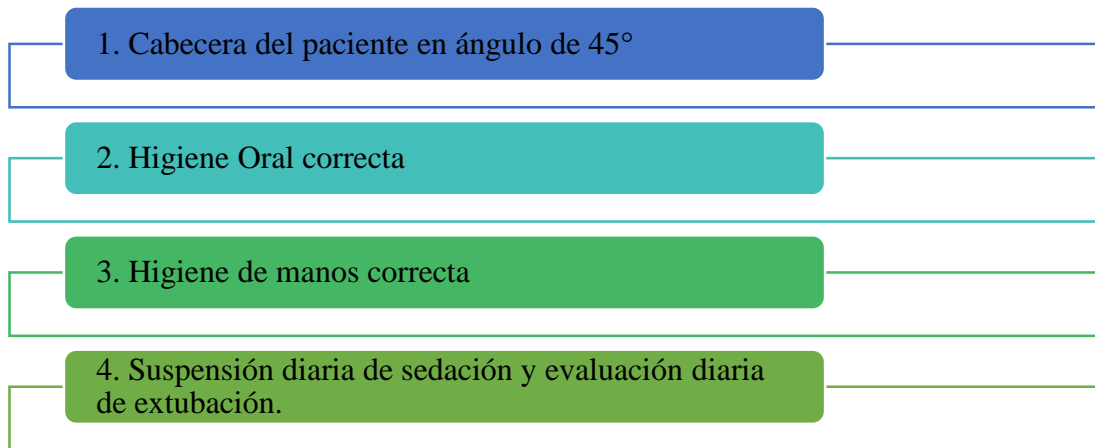 1. Cabecera del paciente en ángulo de 45°
2. Higiene Oral correcta
3. Higiene de manos correcta
4. Suspensión diaria de sedación y evaluación diaria
de extubación.